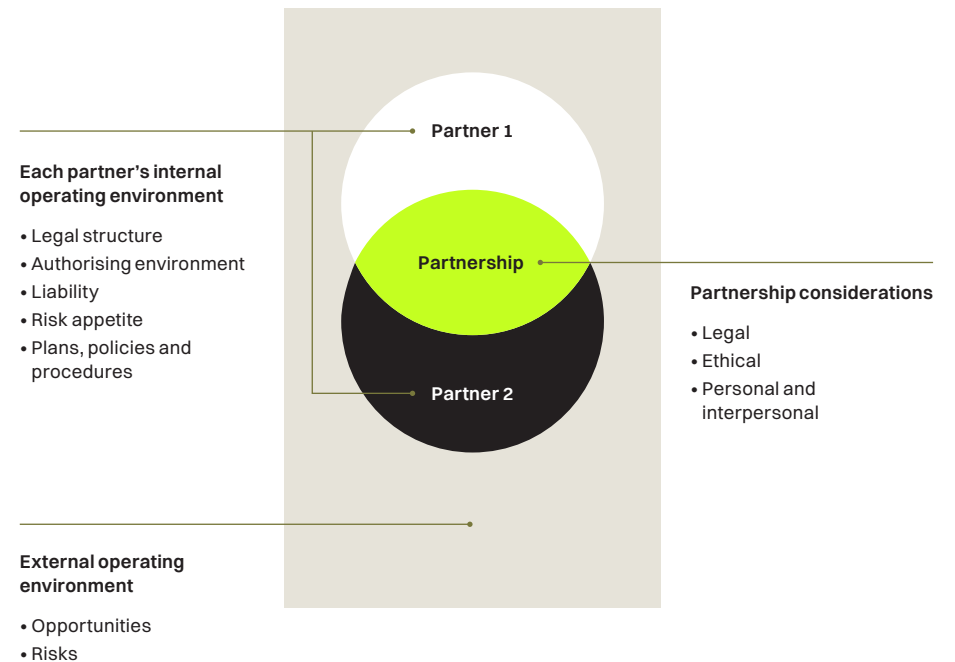 Partner 1
Each partner’s internal
operating environment
• Legal structure
• Authorising environment
• Liability
• Risk appetite
• Plans, policies and
procedures
Partnership
Partnership considerations
• Legal
• Ethical
• Personal and
interpersonal
Partner 2
External operating
environment
• Opportunities
• Risks